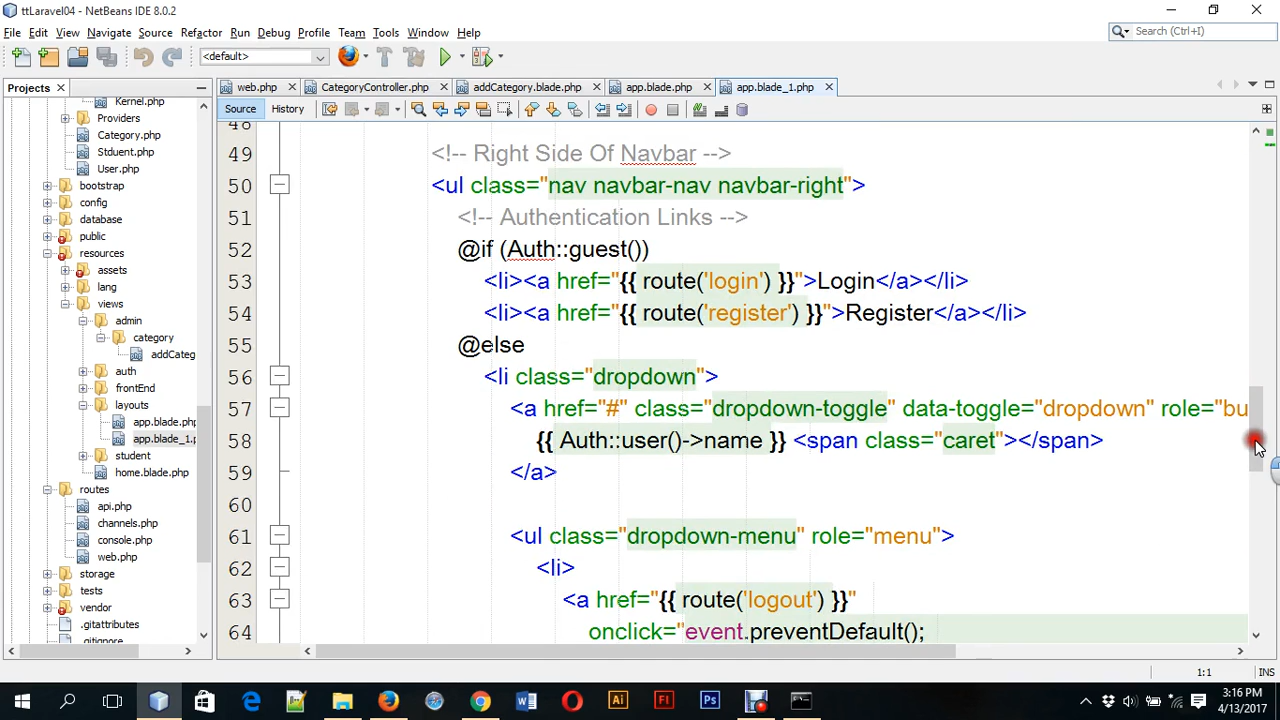 ttLaravel04 - NetBeans IDE 8.0.2
File Edit View Navigate Source Refactor Run Debug Profile Team Tools Window Help
Search (Ctrl+I)
<default>
Projects
web.php CategoryController.php addCategory.blade.php app.blade.php app.blade_1.php
Source History
Kernel.php
Providers
Category.php
Stduent.php
User.php
bootstrap
config
database
public
resources
assets
lang
views
admin
category
addCateg
auth
frontEnd
layouts
app.blade.php
app.blade_1.p
student
home.blade.php
routes
api.php
channels.php
console.php
web.php
storage
tests
vendor
.gitattributes
.gitignore
48
49 <!-- Right Side Of Navbar -->
50 <ul class="nav navbar-nav navbar-right">
51 <!-- Authentication Links -->
52 @if (Auth::guest())
53 <li><a href="{{ route('login') }}">Login</a></li>
54 <li><a href="{{ route('register') }}">Register</a></li>
55 @else
56 <li class="dropdown">
57 <a href="#" class="dropdown-toggle" data-toggle="dropdown" role="bu
58 {{ Auth::user()->name }} <span class="caret"></span>
59 </a>
60
61 <ul class="dropdown-menu" role="menu">
62 <li>
63 <a href="{{ route('logout') }}"
64 onclick="event.preventDefault();
1:1 INS
3:16 PM
4/13/2017